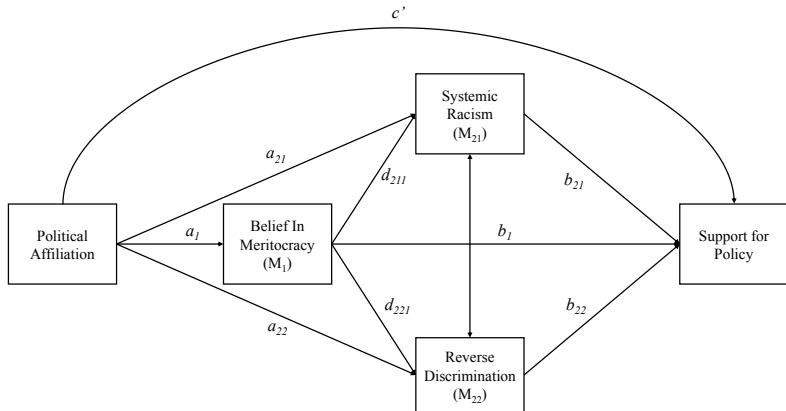 c’
Systemic
Racism
(M21)
a21
d211
b21
Political
Affiliation
a1
Belief In
Meritocracy
(M1)
b1
Support for
Policy
a22
d221
b22
Reverse
Discrimination
(M22)